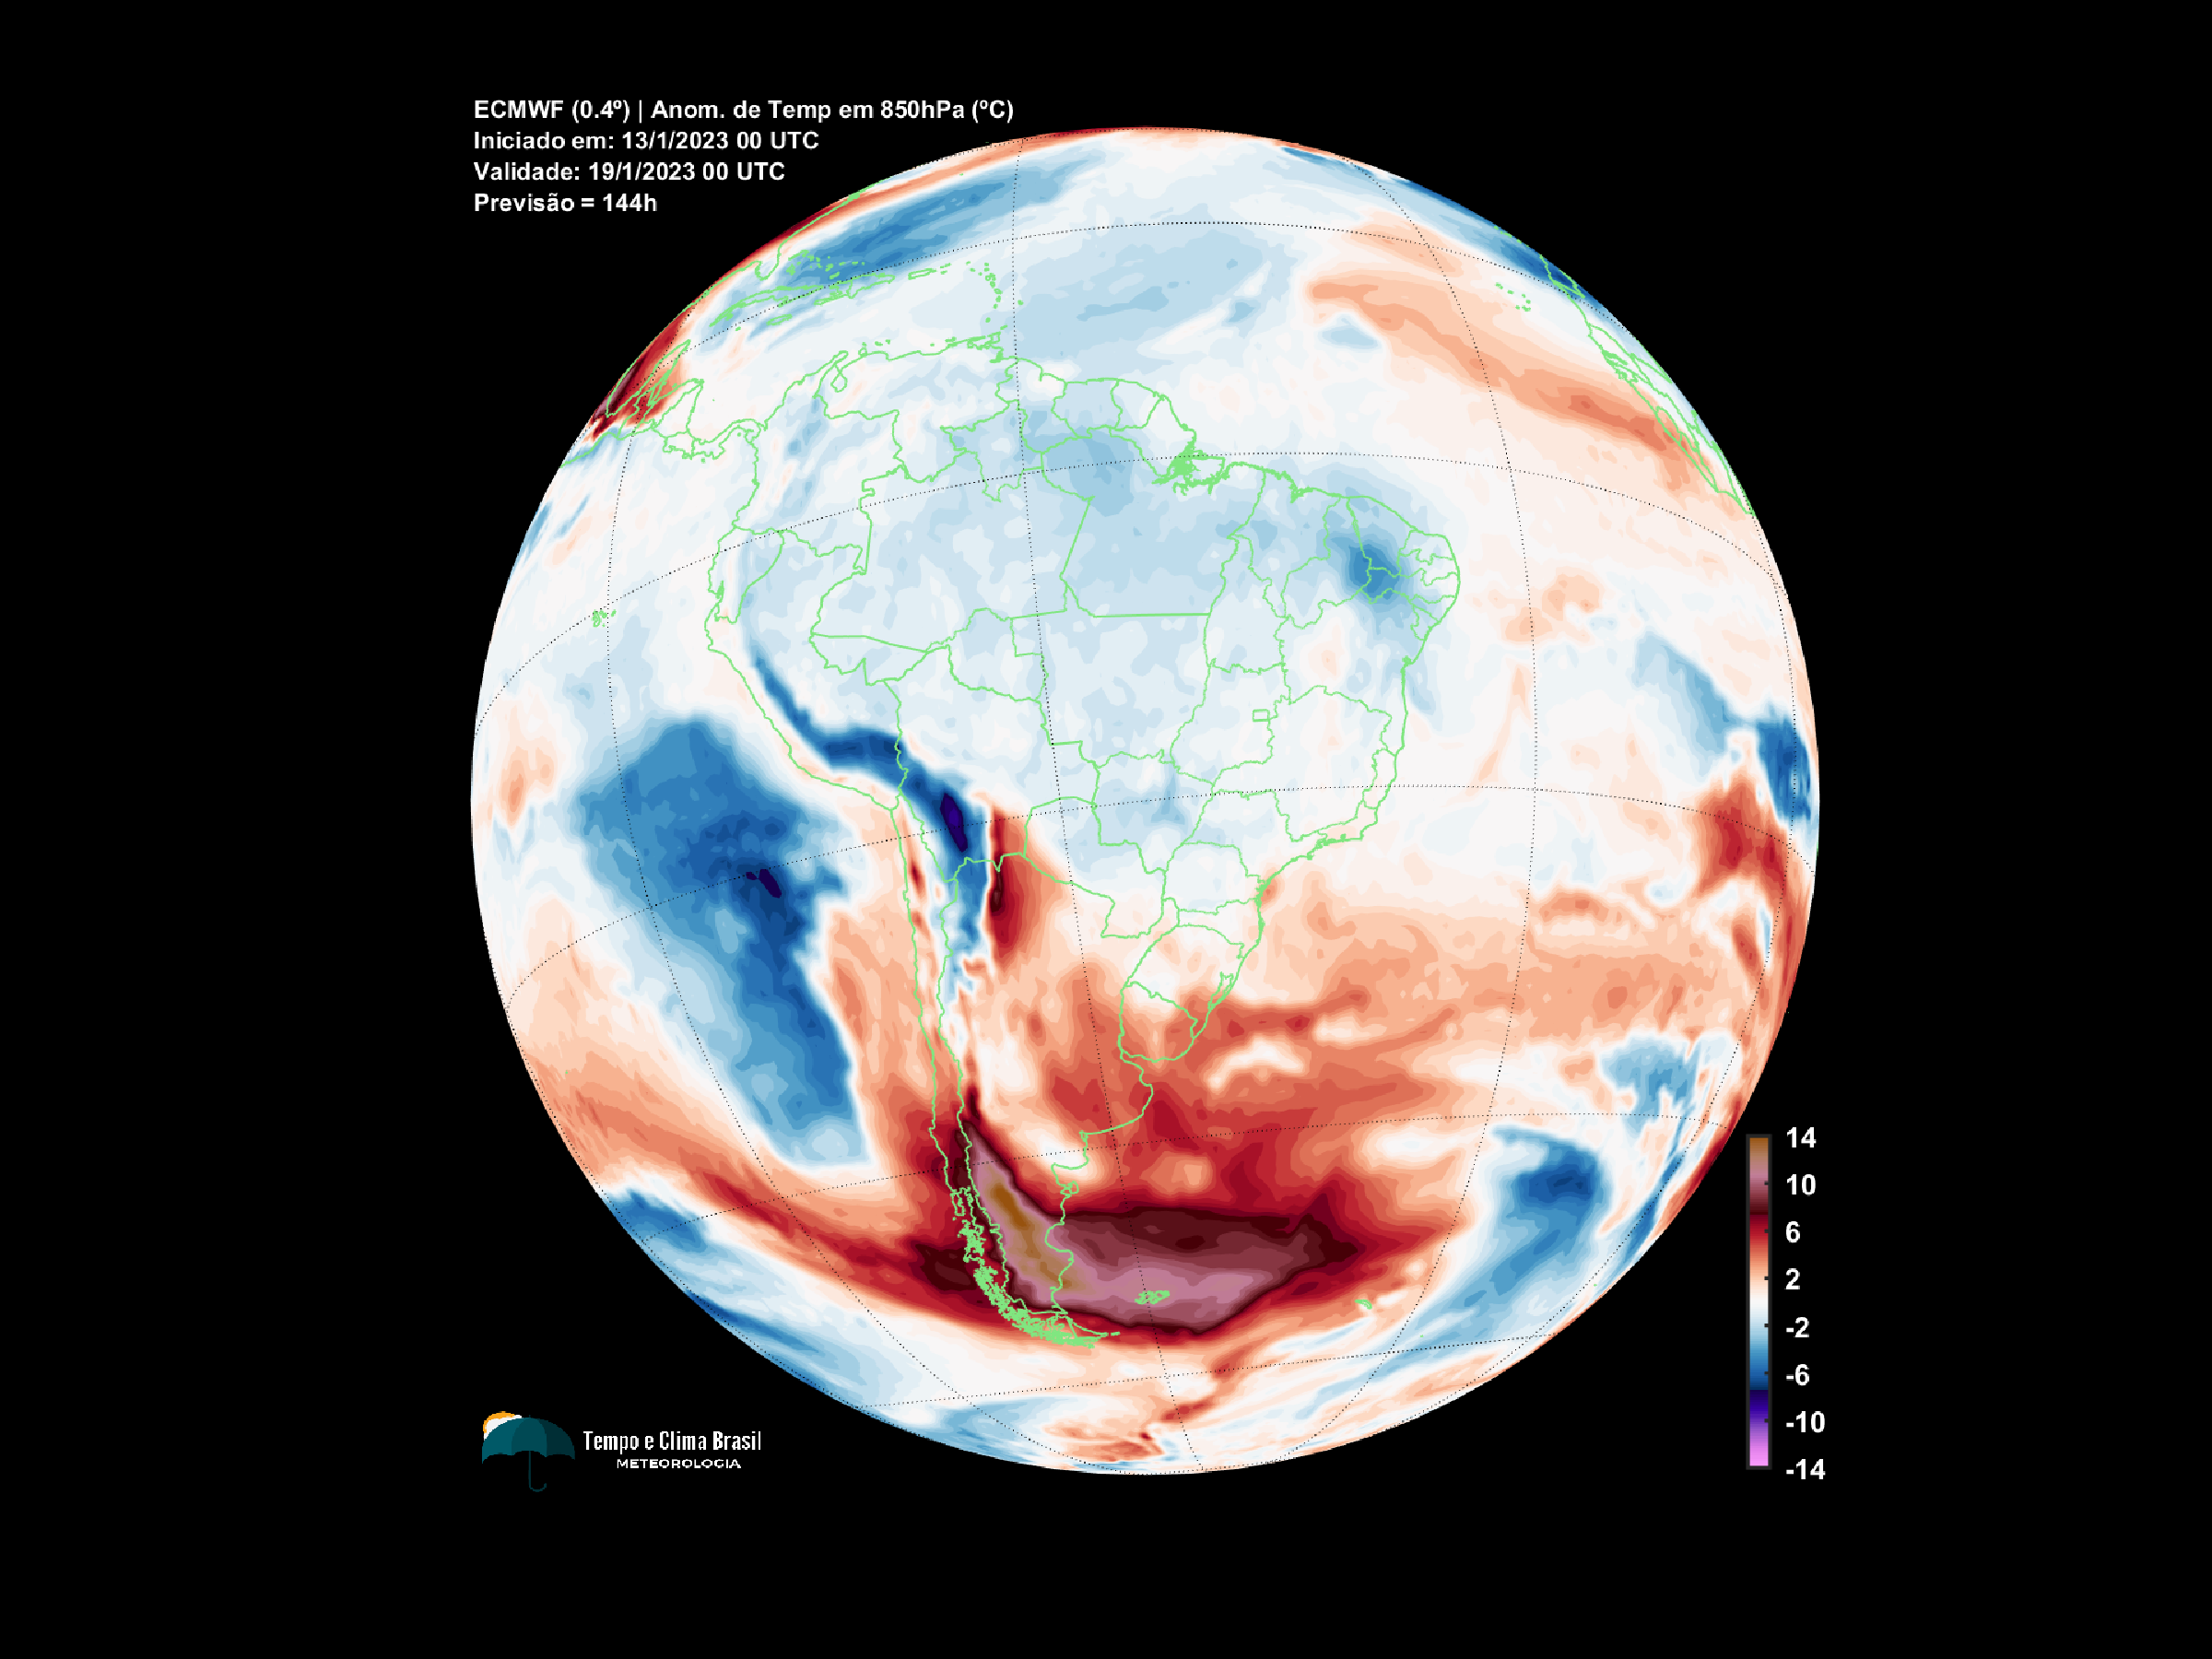 ECMWF (0.4º) | Anom. de Temp em 850hPa (ºC)
Iniciado em: 13/1/2023 00 UTC
Validade: 19/1/2023 00 UTC
Previsão = 144h
14
10
6
2
-2
-6
-10
-14
Tempo e Clima Brasil
METEOROLOGIA